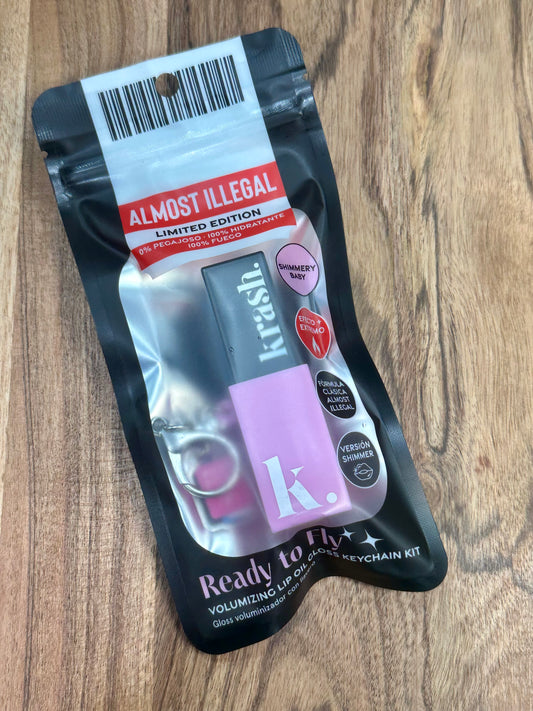 ALMOST ILLEGAL
LIMITED EDITION
0% PEGAJOSO · 100% HIDRATANTE
100% FUEGO
SHIMMERY
BABY
krash.
EFECTO +
EXTREMO
FÓRMULA
CLÁSICA
ALMOST
ILLEGAL
VERSIÓN
SHIMMER
k.
Ready to Fly
VOLUMIZING LIP OIL GLOSS KEYCHAIN KIT
Gloss voluminizador con